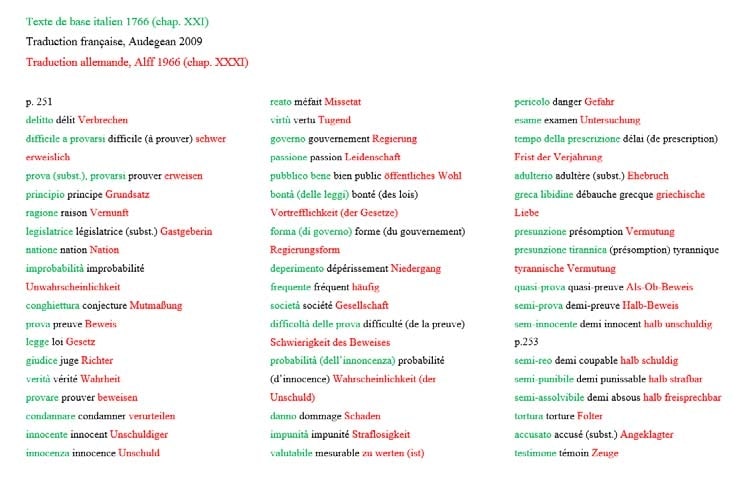 Texte de base italien 1766 (chap. XXI)
Traduction française, Audegean 2009
Traduction allemande, Alff 1966 (chap. XXXI)
p. 251
delitto délit Verbrechen
difficile a provarsi difficile (à prouver) schwer
erweislich
prova (subst.), provarsi prouver erweisen
principio principe Grundsatz
ragione raison Vernunft
legislatrice législatrice (subst.) Gastgeberin
natione nation Nation
improbabilità improbabilité
Unwahrscheinlichkeit
conghiettura conjecture Mutmaßung
prova preuve Beweis
legge loi Gesetz
giudice juge Richter
verità vérité Wahrheit
provare prouver beweisen
condannare condamner verurteilen
innocente innocent Unschuldiger
innocenza innocence Unschuld
reato méfait Missetat
virtù vertu Tugend
governo gouvernement Regierung
passione passion Leidenschaft
pubblico bene bien public öffentliches Wohl
bontà (delle leggi) bonté (des lois)
Vortrefflichkeit (der Gesetze)
forma (di governo) forme (du gouvernement)
Regierungsform
deperimento dépérissement Niedergang
frequente fréquent häufig
società société Gesellschaft
difficoltà delle prova difficulté (de la preuve)
Schwierigkeit des Beweises
probabilità (dell'innoncenza) probabilité
(d'innocence) Wahrscheinlichkeit (der
Unschuld)
danno dommage Schaden
impunità impunité Straflosigkeit
valutabile mesurable zu werten (ist)
pericolo danger Gefahr
esame examen Untersuchung
tempo della prescrizione délai (de prescription)
Frist der Verjährung
adulterio adultère (subst.) Ehebruch
greca libidine débauche grecque griechische
Liebe
presunzione présomption Vermutung
presunzione tirannica (présomption) tyrannique
tyrannische Vermutung
quasi-prova quasi-preuve Als-Ob-Beweis
semi-prova demi-preuve Halb-Beweis
sem-innocente demi innocent halb unschuldig
p.253
semi-reo demi coupable halb schuldig
semi-punibile demi punissable halb strafbar
semi-assolvibile demi absous halb freisprechbar
tortura torture Folter
accusato accusé (subst.) Angeklagter
testimone témoin Zeuge